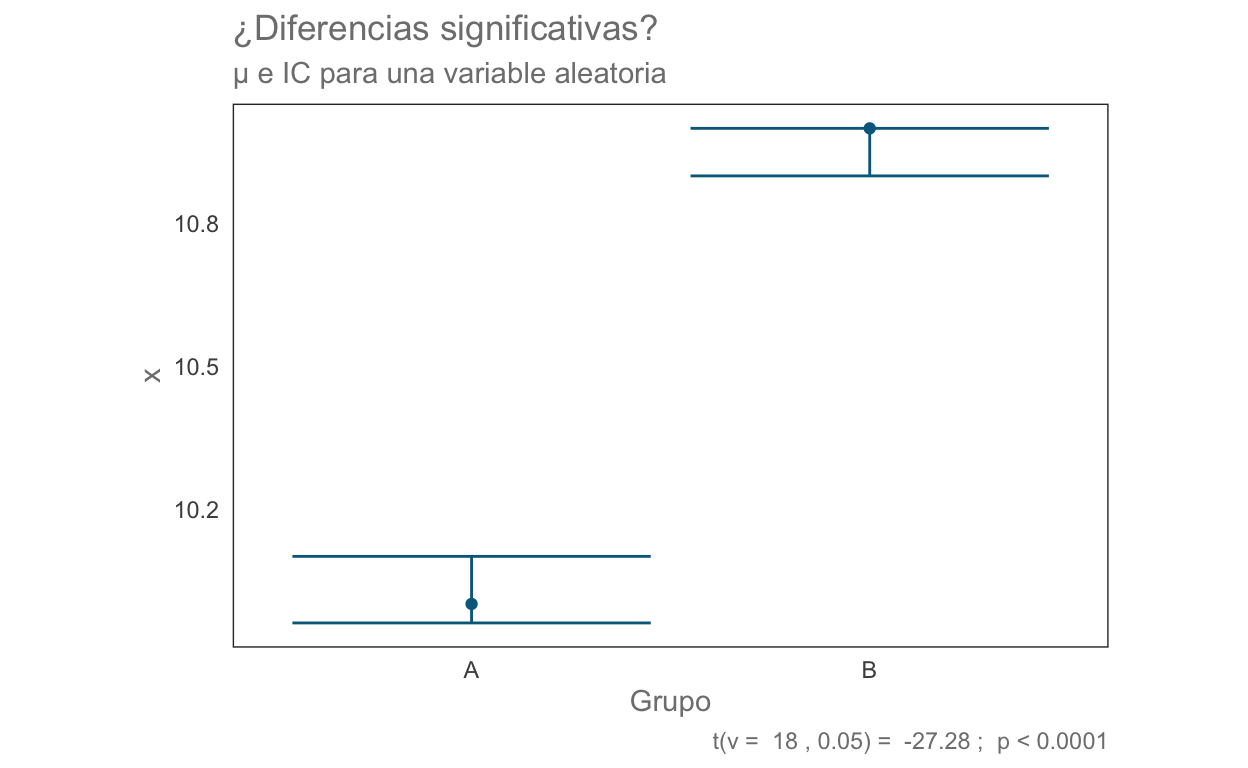 ¿Diferencias significativas?
μ e IC para una variable aleatoria
10.8
10.5
10.2
x
A
B
Grupo
t(v = 18 , 0.05) = -27.28 ; p < 0.0001